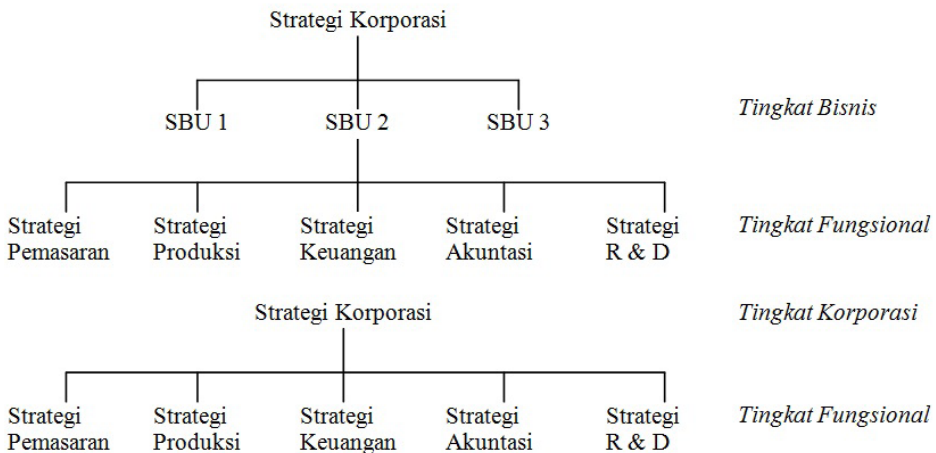 Strategi Korporasi
SBU 1 SBU 2 SBU 3 Tingkat Bisnis
Strategi Strategi Strategi Strategi Strategi Tingkat Fungsional
Pemasaran Produksi Keuangan Akuntasi R & D
Strategi Korporasi Tingkat Korporasi
Strategi Strategi Strategi Strategi Strategi Tingkat Fungsional
Pemasaran Produksi Keuangan Akuntasi R & D